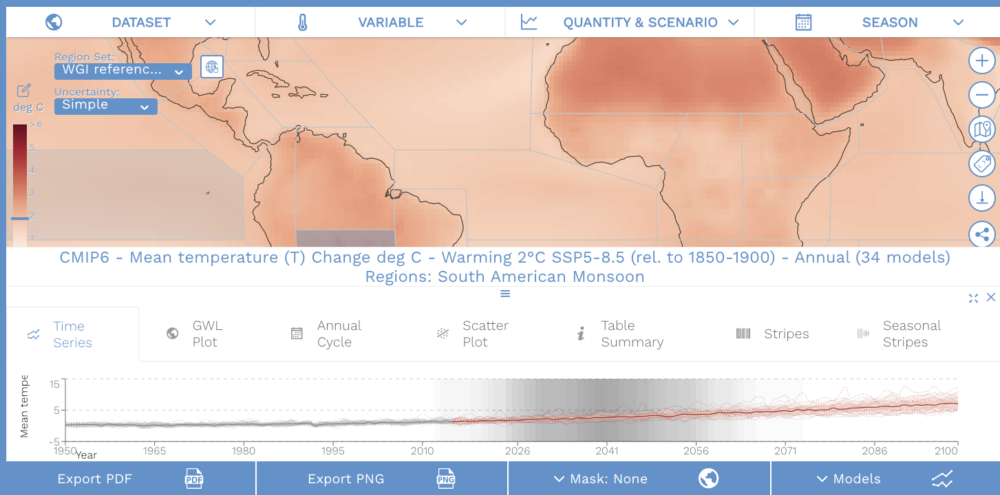 DATASET
VARIABLE
QUANTITY & SCENARIO
SEASON
Region Set:
WGI referenc...
Uncertainty:
Simple
deg C
> 6
5
4
3
2
1
CMIP6 - Mean temperature (T) Change deg C - Warming 2°C SSP5-8.5 (rel. to 1850-1900) - Annual (34 models)
Regions: South American Monsoon
Time
Series
GWL
Plot
Annual
Cycle
Scatter
Plot
Table
Summary
Stripes
Seasonal
Stripes
Mean tempe
15
5
-5
1950
1965
1980
1995
2010
2026
2041
2056
2071
2086
2100
Year
Export PDF
PDF
Export PNG
PNG
Mask: None
Models